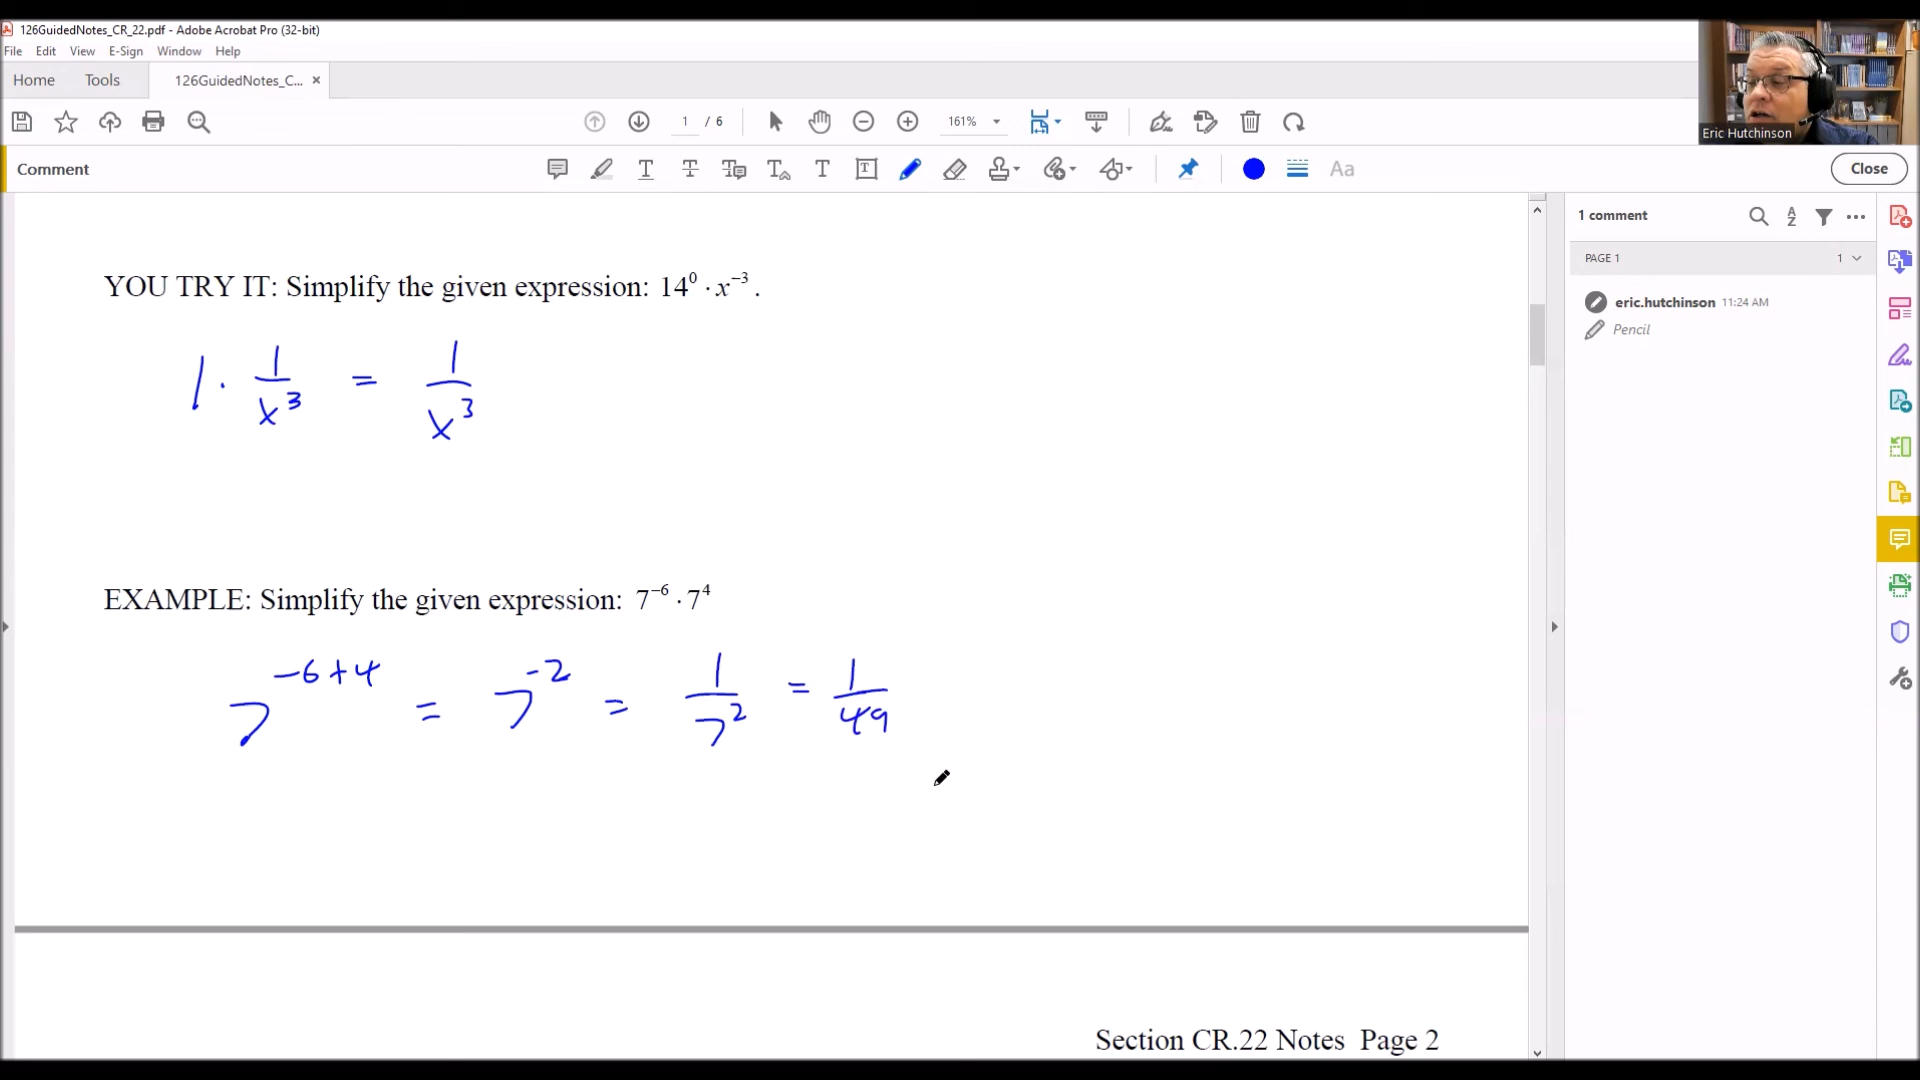 126GuidedNotes_CR_22.pdf - Adobe Acrobat Pro (32-bit)
File Edit View E-Sign Window Help
Home Tools 126GuidedNotes_C... ×
1 / 6 161%
Eric Hutchinson
Comment Aa Close
1 comment
PAGE 1 1
eric.hutchinson 11:24 AM
Pencil
YOU TRY IT: Simplify the given expression: 14⁰ · x⁻³ .
1 · 1/x³ = 1/x³
EXAMPLE: Simplify the given expression: 7⁻⁶ · 7⁴
7⁻⁶⁺⁴ = 7⁻² = 1/7² = 1/49
Section CR.22 Notes Page 2